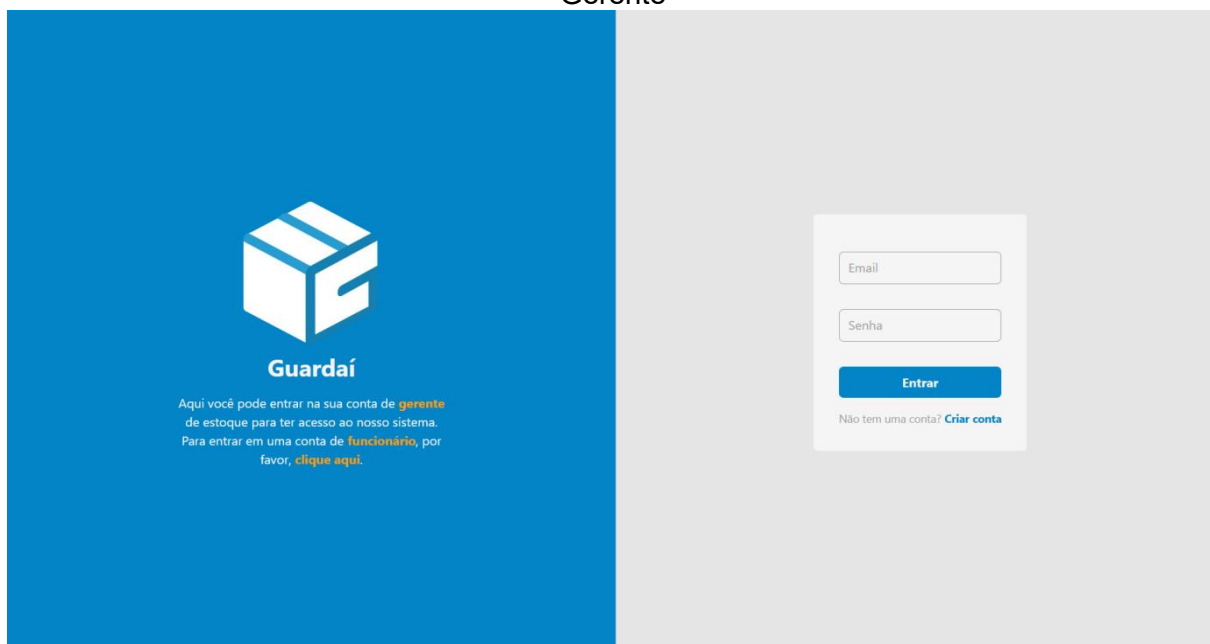 Gerente
Guardaí
Aqui você pode entrar na sua conta de gerente
de estoque para ter acesso ao nosso sistema.
Para entrar em uma conta de funcionário, por
favor, clique aqui.
Email
Senha
Entrar
Não tem uma conta? Criar conta